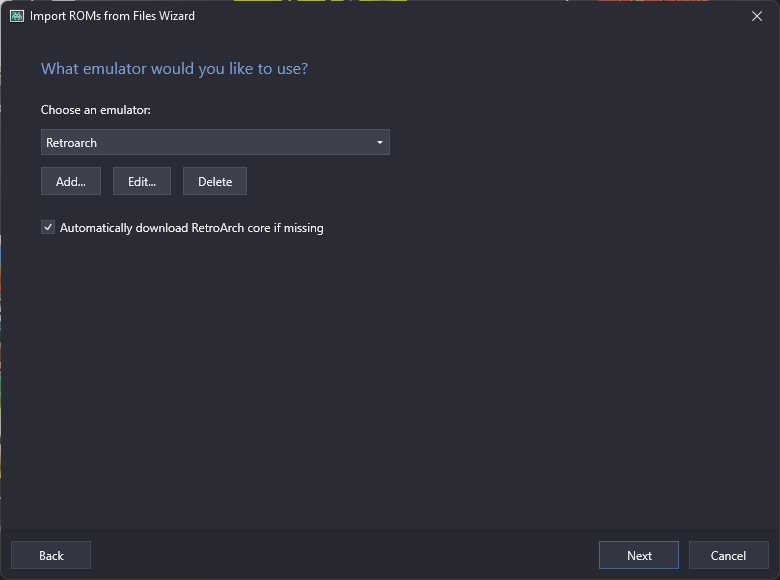 Import ROMs from Files Wizard
What emulator would you like to use?
Choose an emulator:
Retroarch
Add... Edit... Delete
Automatically download RetroArch core if missing
Back Next Cancel